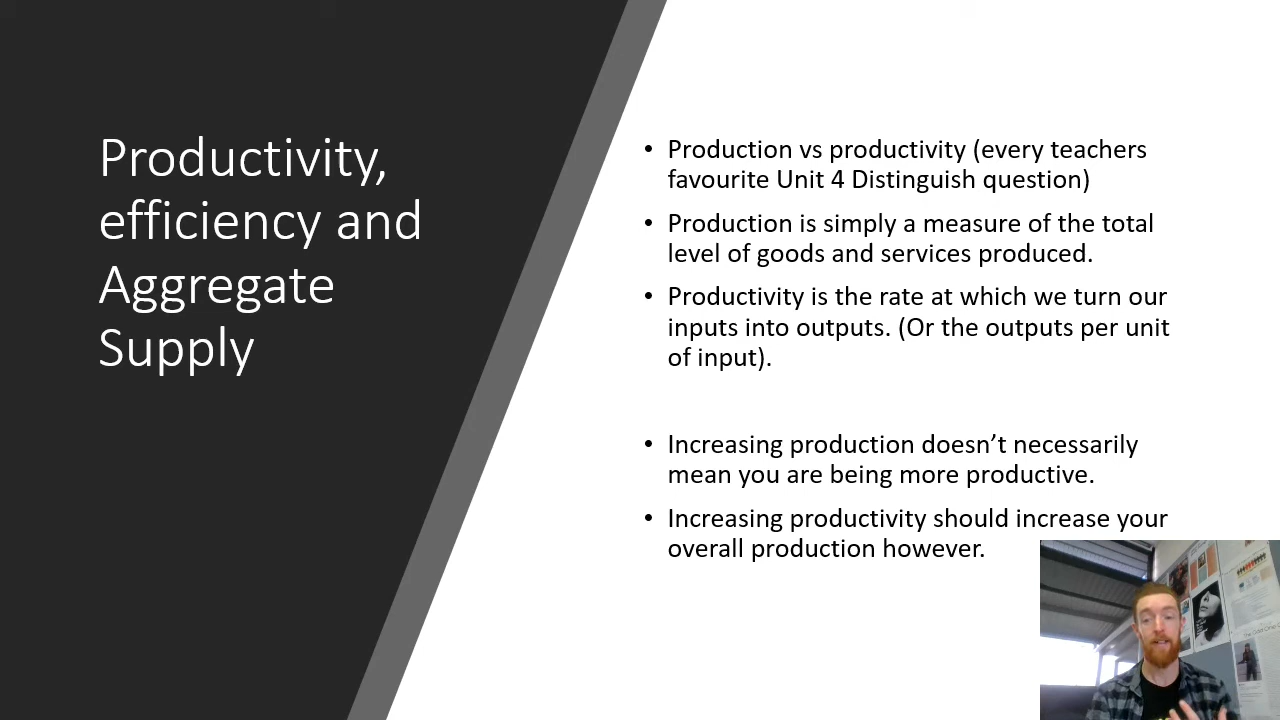 Productivity,
efficiency and
Aggregate
Supply
• Production vs productivity (every teachers
favourite Unit 4 Distinguish question)
• Production is simply a measure of the total
level of goods and services produced.
• Productivity is the rate at which we turn our
inputs into outputs. (Or the outputs per unit
of input).
• Increasing production doesn’t necessarily
mean you are being more productive.
• Increasing productivity should increase your
overall production however.